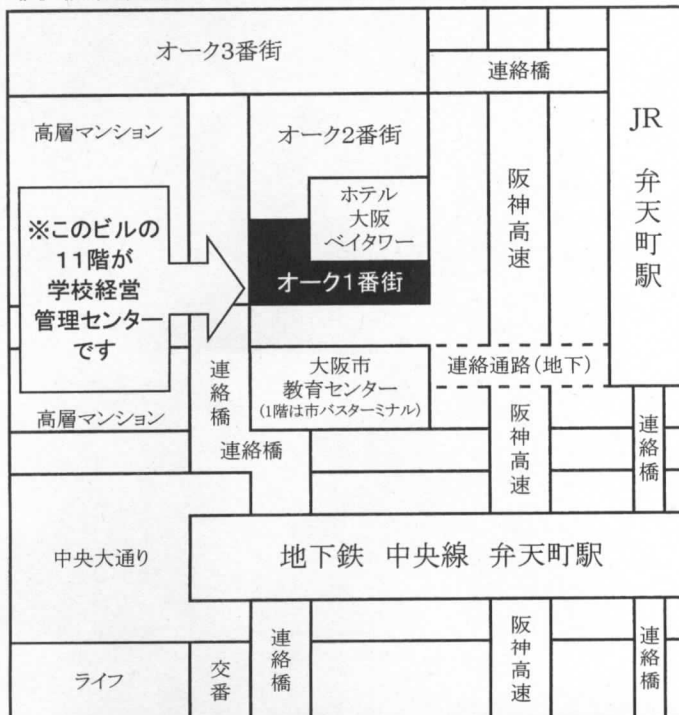 オーク3番街
連絡橋
JR 弁天町駅
高層マンション
オーク2番街
阪神高速
ホテル
大阪
ベイタワー
※このビルの
11階が
学校経営
管理センター
です
オーク1番街
連絡橋
大阪市
教育センター
(1階は市バスターミナル)
連絡通路(地下)
高層マンション
連絡橋
阪神高速
連絡橋
中央大通り
地下鉄 中央線 弁天町駅
ライフ
交番
連絡橋
阪神高速
連絡橋